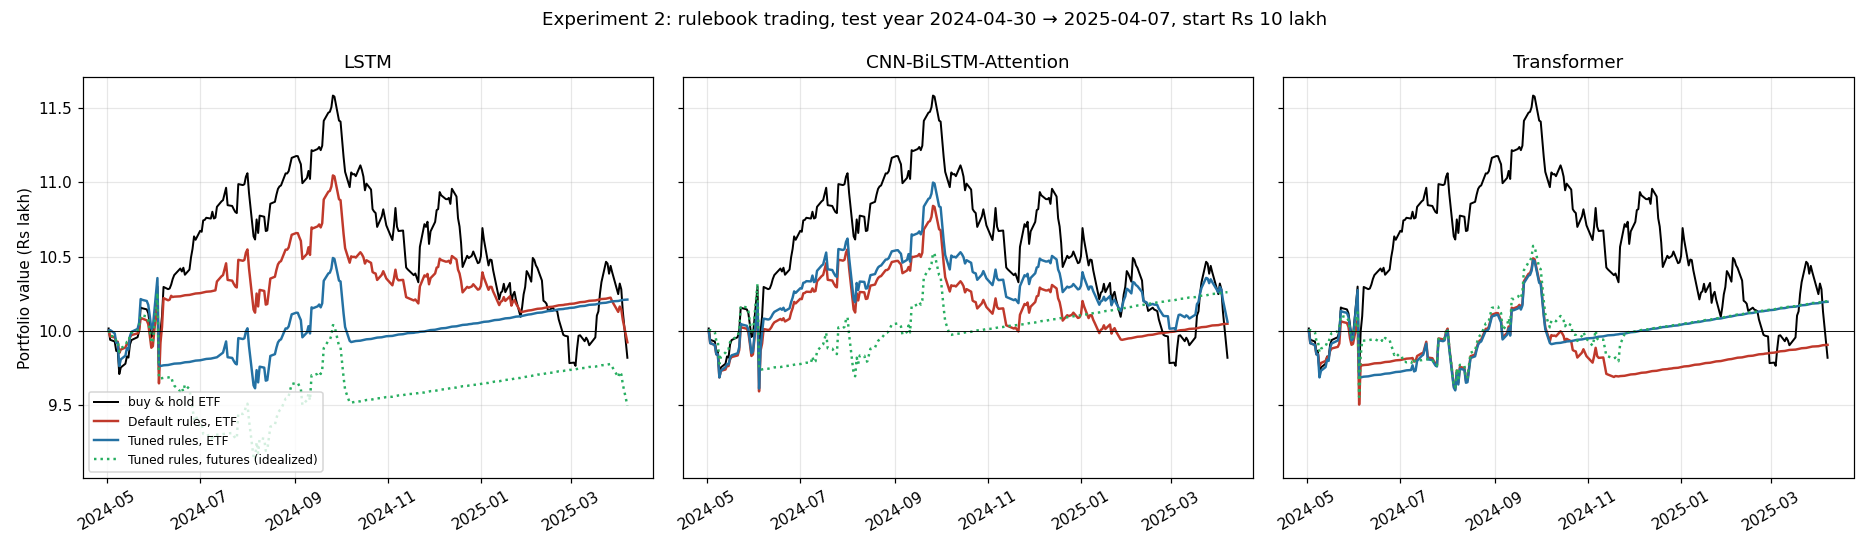 Experiment 2: rulebook trading, test year 2024-04-30 → 2025-04-07, start Rs 10 lakh
LSTM
CNN-BiLSTM-Attention
Transformer
Portfolio value (Rs lakh)
11.5
11.0
10.5
10.0
9.5
buy & hold ETF
Default rules, ETF
Tuned rules, ETF
Tuned rules, futures (idealized)
2024-05
2024-07
2024-09
2024-11
2025-01
2025-03
2024-05
2024-07
2024-09
2024-11
2025-01
2025-03
2024-05
2024-07
2024-09
2024-11
2025-01
2025-03